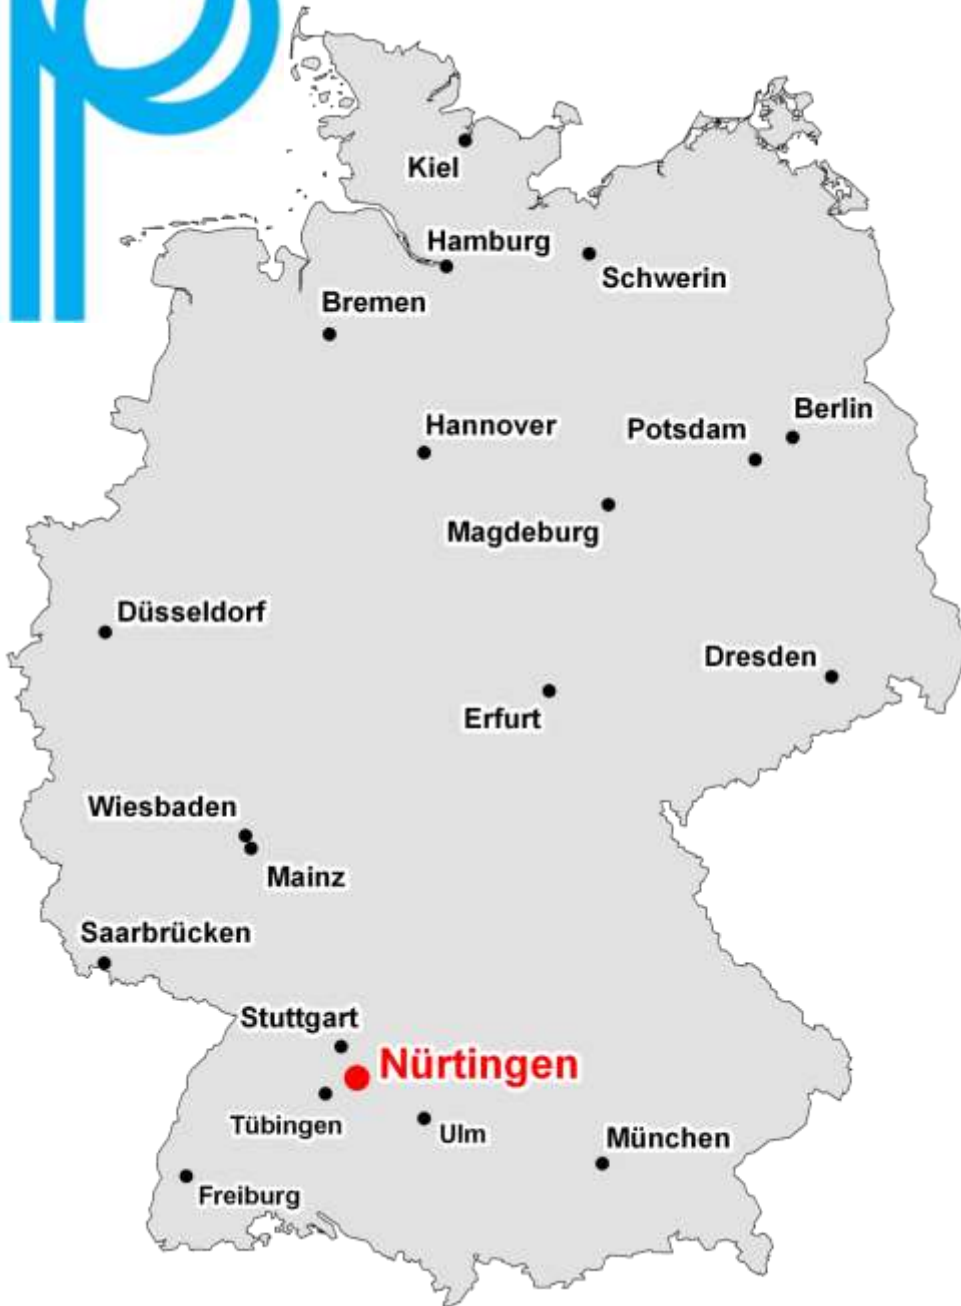 Kiel
Hamburg
Schwerin
Bremen
Berlin
Hannover
Potsdam
Magdeburg
Düsseldorf
Dresden
Erfurt
Wiesbaden
Mainz
Saarbrücken
Stuttgart
Nürtingen
Tübingen
Ulm
München
Freiburg